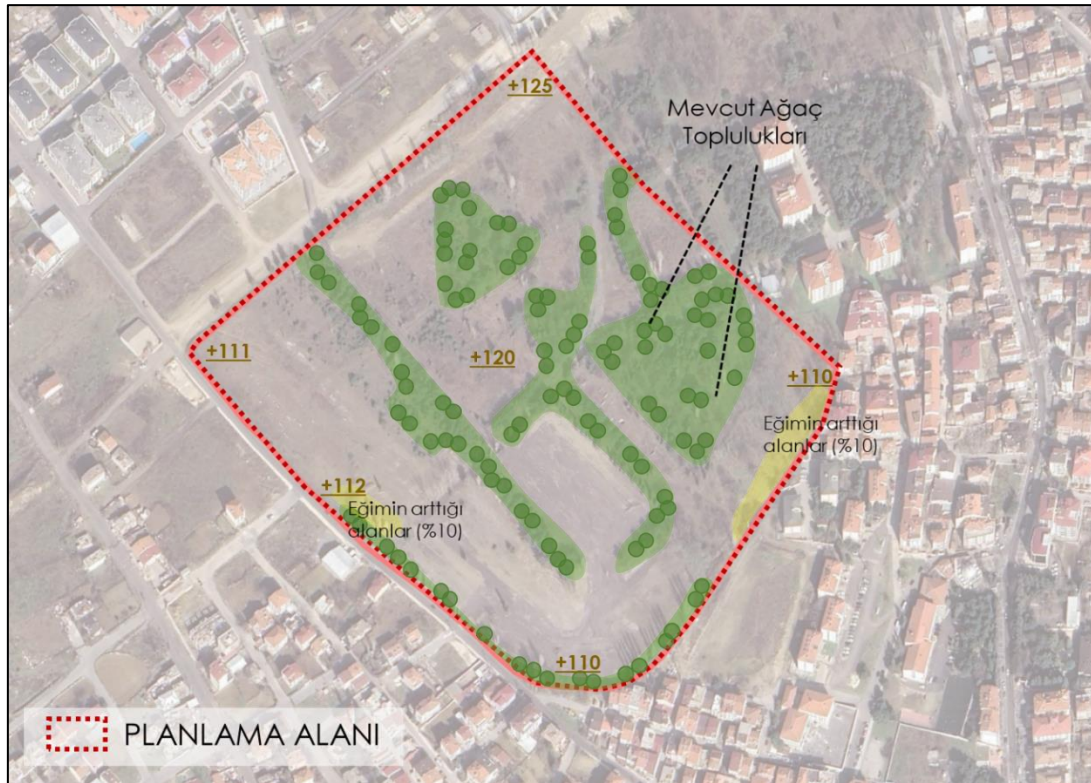 +125
Mevcut Ağaç
Toplulukları
+111
+120
+110
Eğimin arttığı
alanlar (%10)
+112
Eğimin arttığı
alanlar (%10)
+110
PLANLAMA ALANI